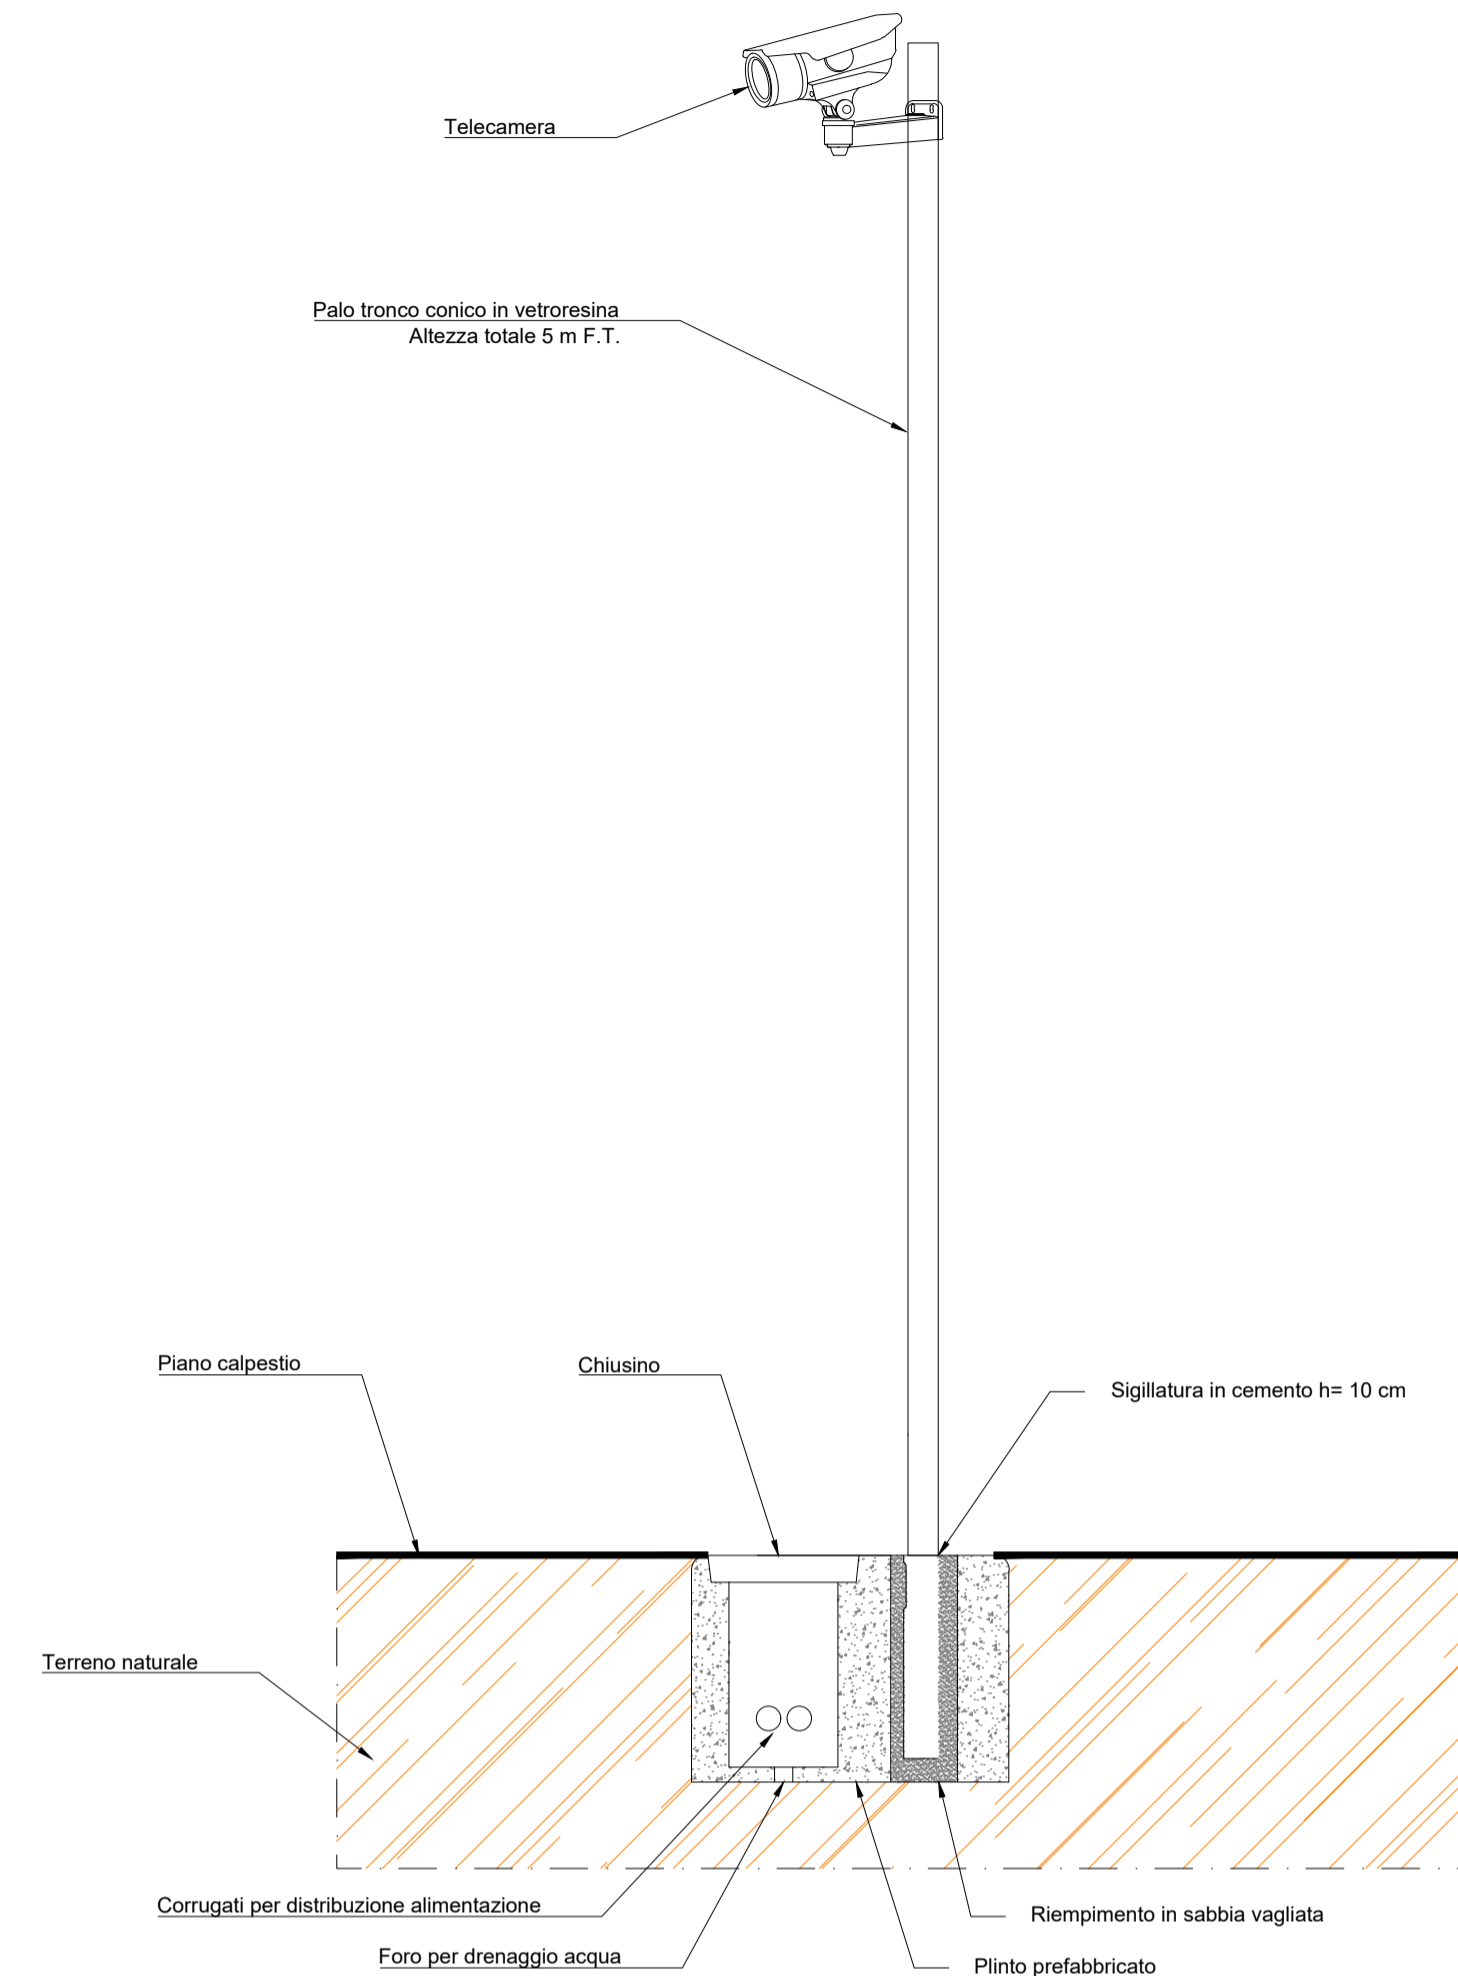 Telecamera
Palo tronco conico in vetroresina
Altezza totale 5 m F.T.
Piano calpestio
Chiusino
Sigillatura in cemento h= 10 cm
Terreno naturale
Corrugati per distribuzione alimentazione
Riempimento in sabbia vagliata
Foro per drenaggio acqua
Plinto prefabbricato